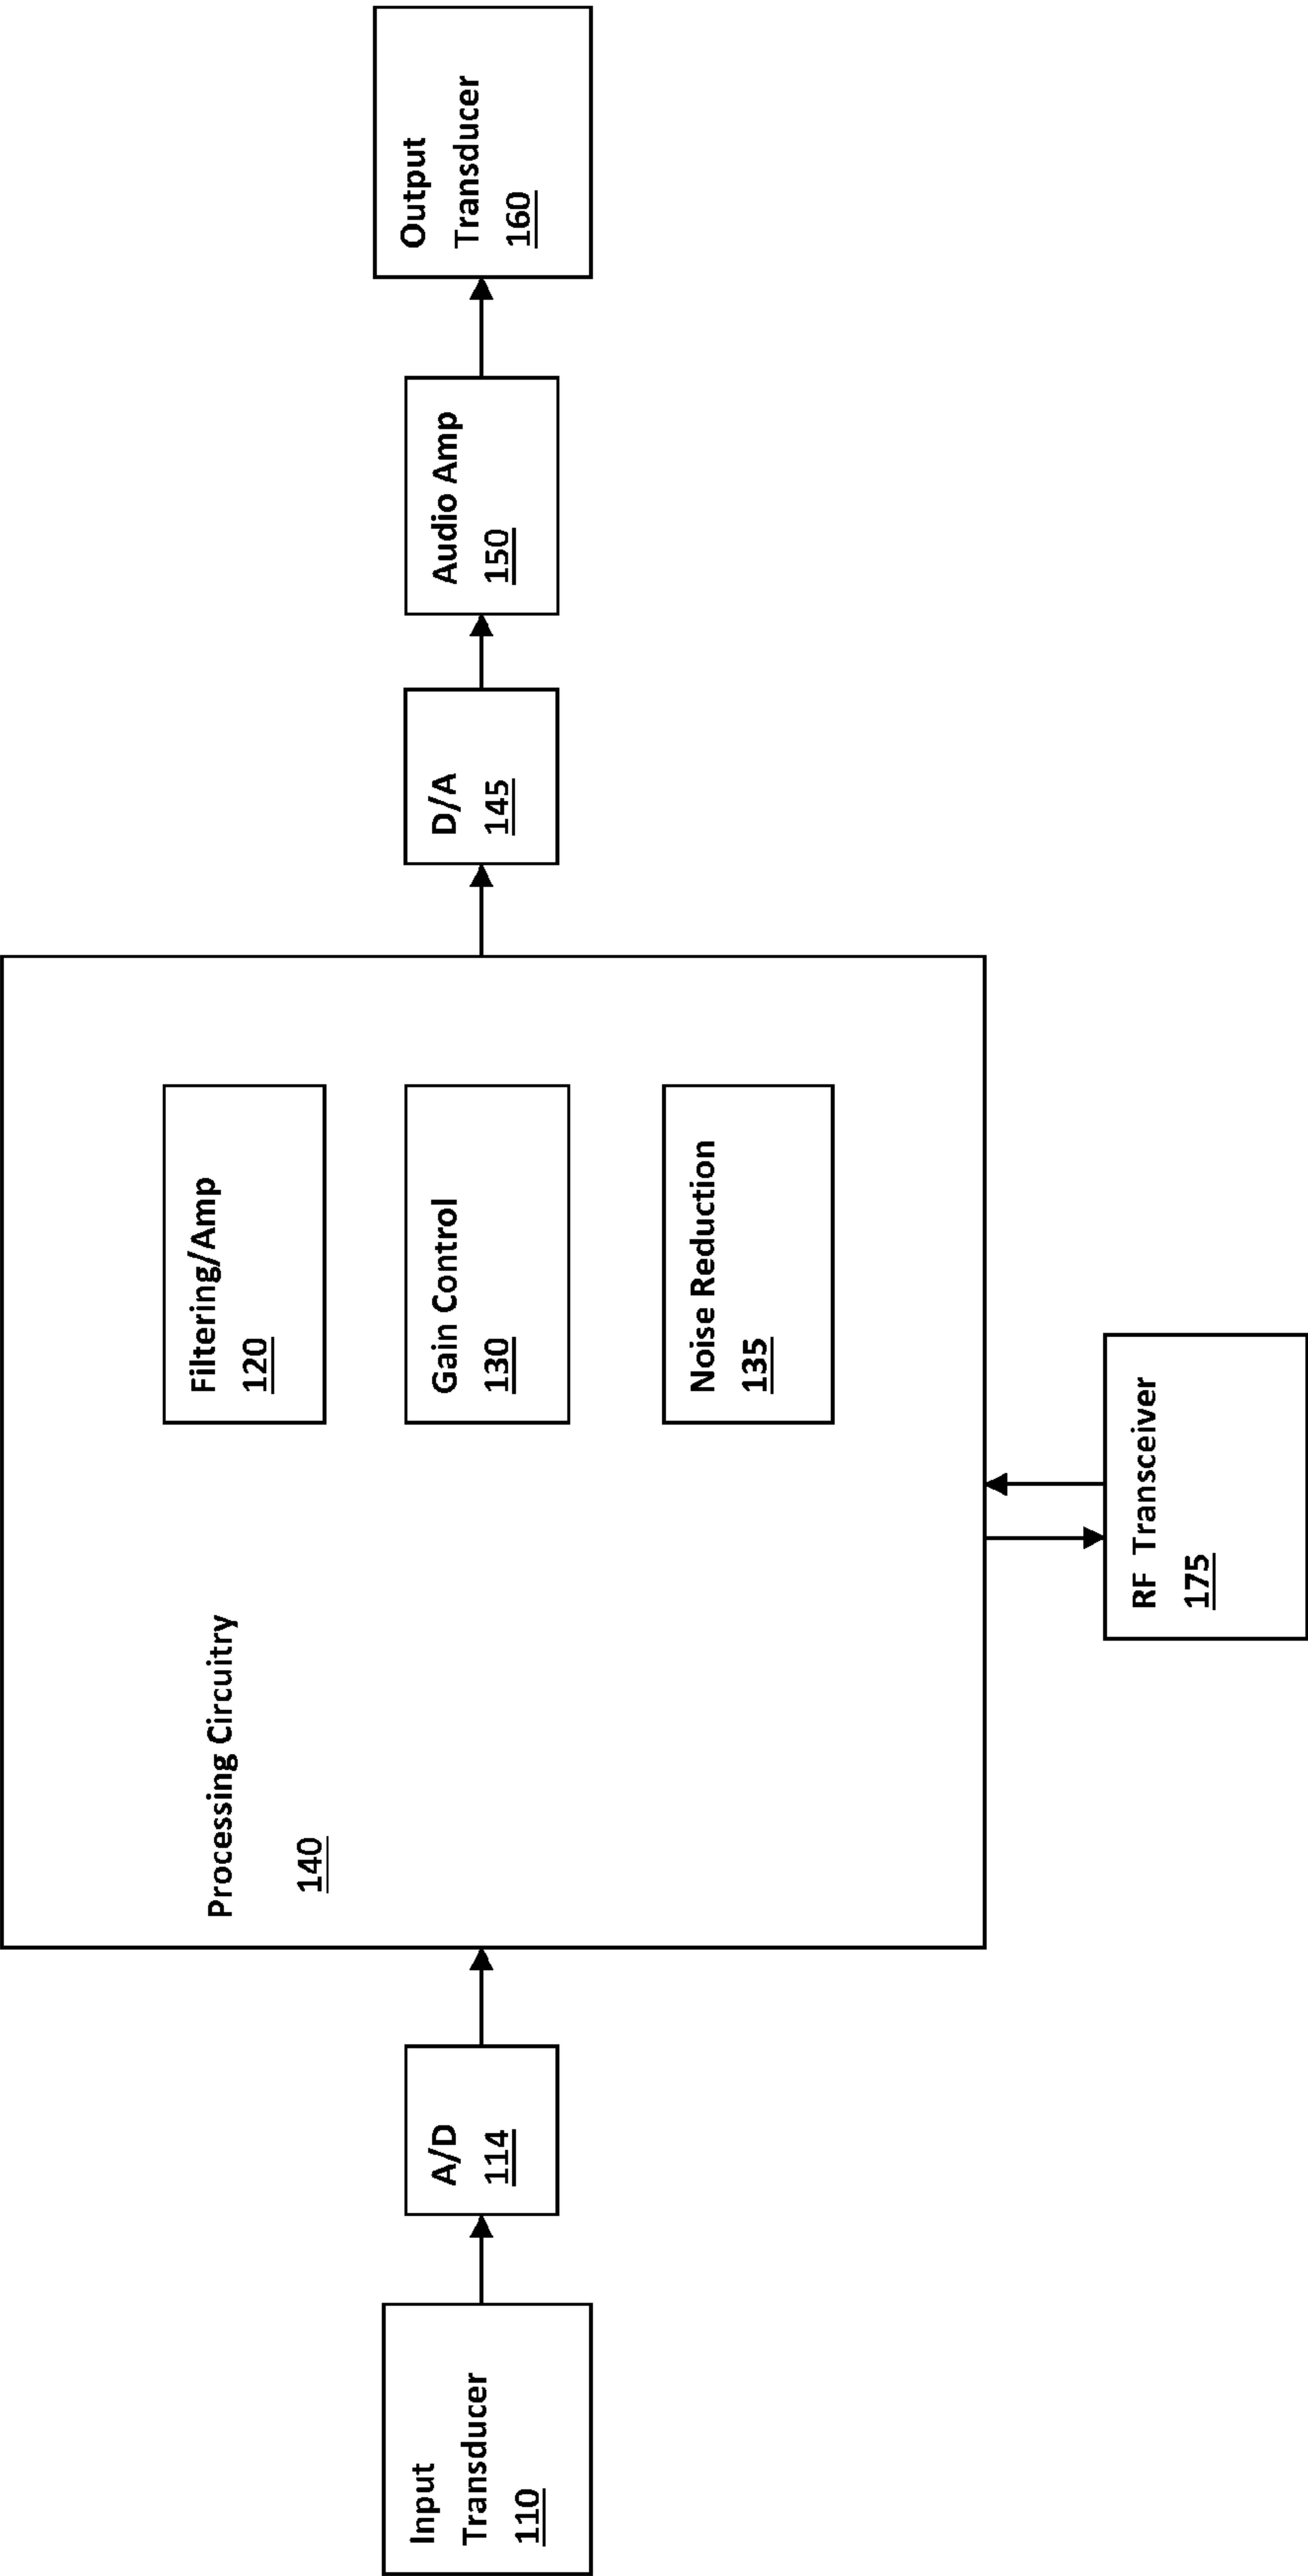 Input
Transducer
110
A/D
114
Processing Circuitry
140
Filtering/Amp
120
Gain Control
130
Noise Reduction
135
RF Transceiver
175
D/A
145
Audio Amp
150
Output
Transducer
160